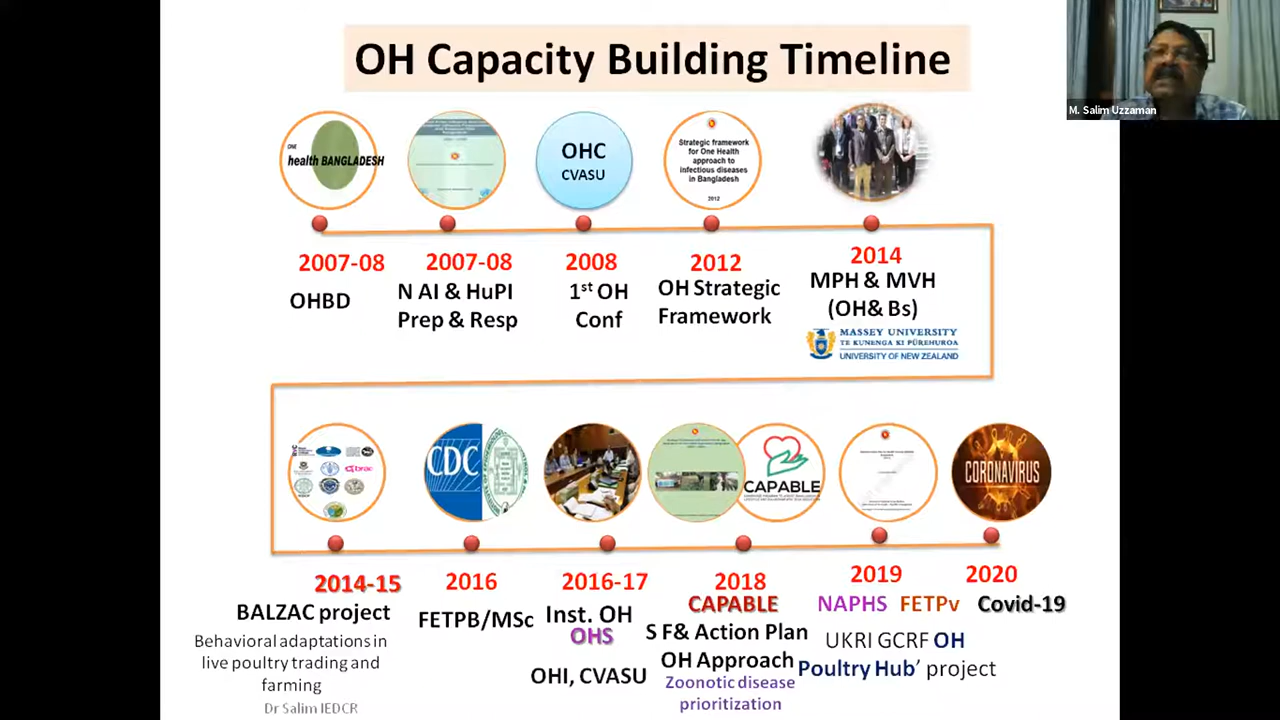 OH Capacity Building Timeline
M. Salim Uzzaman
ONE
health BANGLADESH
OHC
CVASU
Strategic framework
for One Health
approach to
infectious diseases
in Bangladesh
2012
2007-08
OHBD
2007-08
N AI & HuPI
Prep & Resp
2008
1st OH
Conf
2012
OH Strategic
Framework
2014
MPH & MVH
(OH& Bs)
MASSEY UNIVERSITY
TE KUNENGA KI PŪREHUROA
UNIVERSITY OF NEW ZEALAND
brac
CDC
CAPABLE
CORONAVIRUS
2014-15
BALZAC project
Behavioral adaptations in
live poultry trading and
farming
Dr Salim IEDCR
2016
FETPB/MSc
2016-17
Inst. OH
OHS
OHI, CVASU
2018
CAPABLE
S F& Action Plan
OH Approach
Zoonotic disease
prioritization
2019
NAPHS FETPv
UKRI GCRF OH
Poultry Hub’ project
2020
Covid-19